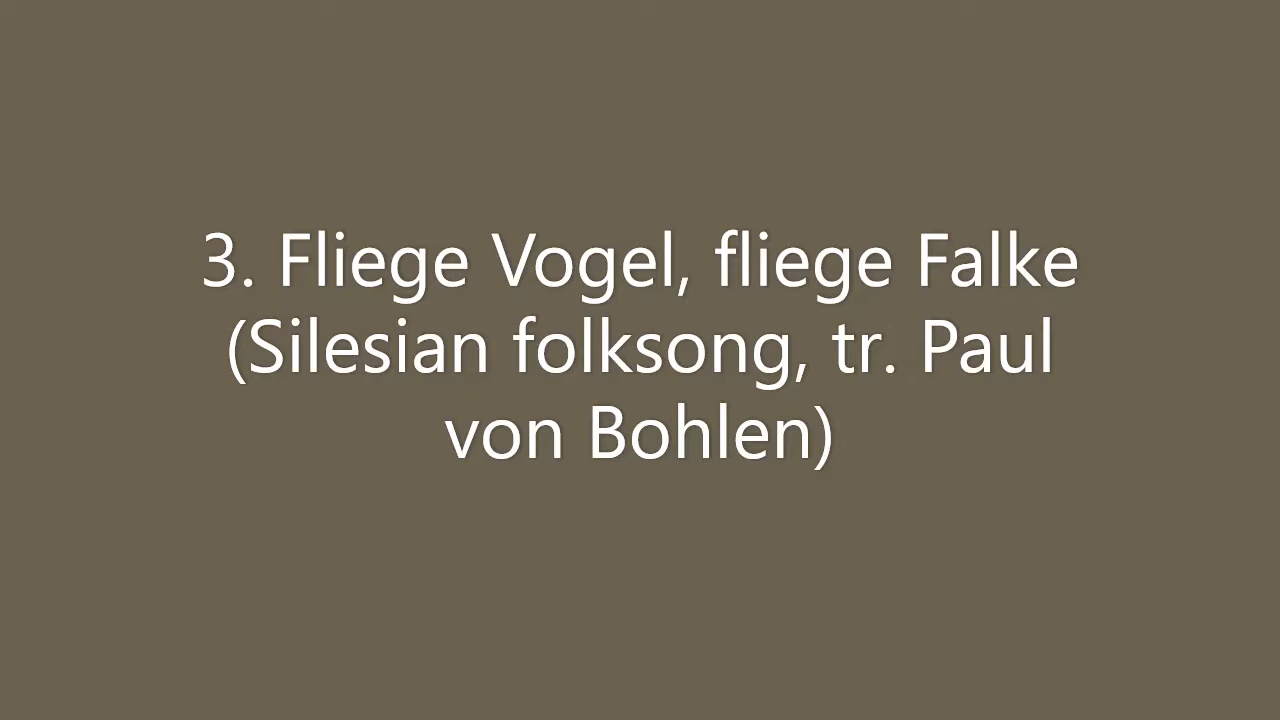 3. Fliege Vogel, fliege Falke
(Silesian folksong, tr. Paul
von Bohlen)